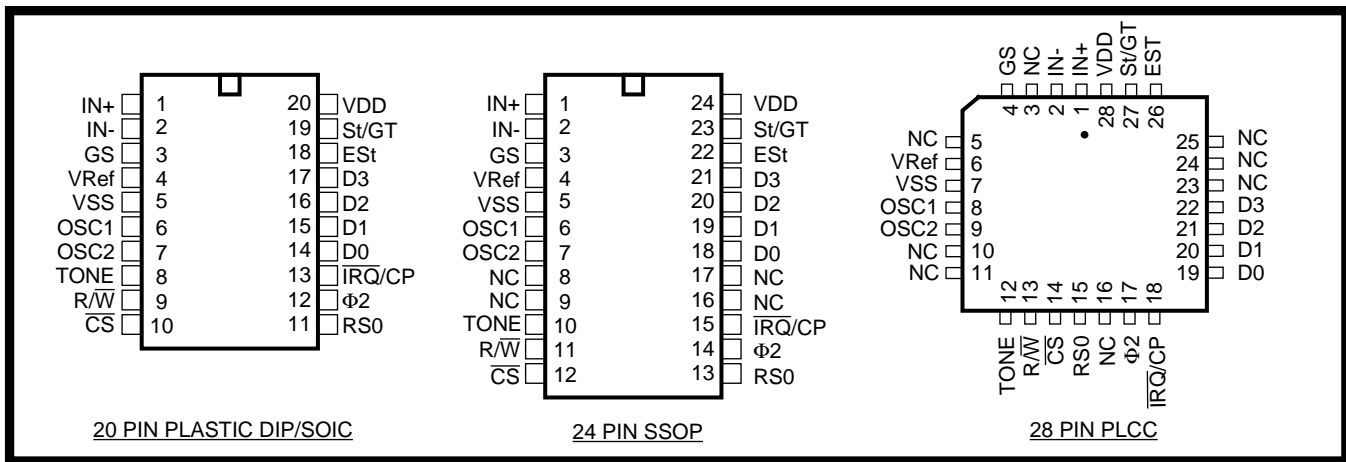 IN+ 1 20 VDD
IN- 2 19 St/GT
GS 3 18 ESt
VRef 4 17 D3
VSS 5 16 D2
OSC1 6 15 D1
OSC2 7 14 D0
TONE 8 13 I̅R̅Q̅/CP
R/W̅ 9 12 Φ2
C̅S̅ 10 11 RS0
20 PIN PLASTIC DIP/SOIC
IN+ 1 24 VDD
IN- 2 23 St/GT
GS 3 22 ESt
VRef 4 21 D3
VSS 5 20 D2
OSC1 6 19 D1
OSC2 7 18 D0
NC 8 17 NC
NC 9 16 NC
TONE 10 15 I̅R̅Q̅/CP
R/W̅ 11 14 Φ2
C̅S̅ 12 13 RS0
24 PIN SSOP
GS NC IN- IN+ VDD St/GT EST
4 3 2 1 28 27 26
NC 5 25 NC
VRef 6 24 NC
VSS 7 23 NC
OSC1 8 22 D3
OSC2 9 21 D2
NC 10 20 D1
NC 11 19 D0
12 13 14 15 16 17 18
TONE R/W̅ C̅S̅ RS0 NC Φ2 I̅R̅Q̅/CP
28 PIN PLCC